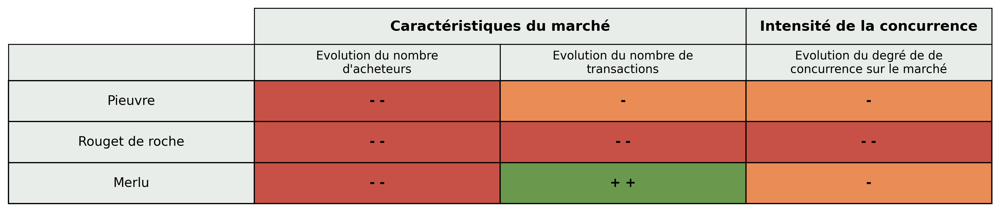 Caractéristiques du marché
Intensité de la concurrence
Evolution du nombre
d'acheteurs
Evolution du nombre de
transactions
Evolution du degré de de
concurrence sur le marché
Pieuvre
- -
-
-
Rouget de roche
- -
- -
- -
Merlu
- -
+ +
-